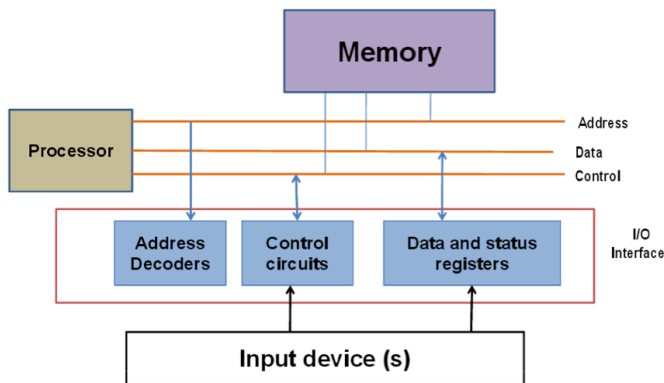 Memory
Processor
Address
Data
Control
Address
Decoders
Control
circuits
Data and status
registers
I/O
Interface
Input device (s)